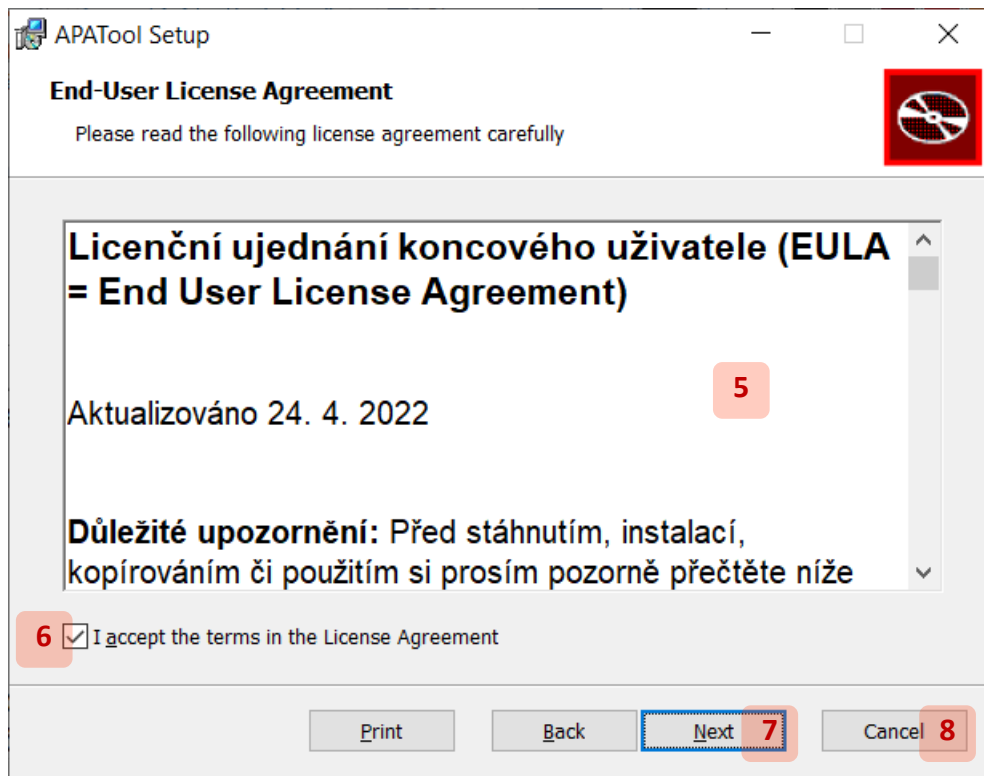 APATool Setup
End-User License Agreement
Please read the following license agreement carefully
Licenční ujednání koncového uživatele (EULA
= End User License Agreement)
5
Aktualizováno 24. 4. 2022
Důležité upozornění: Před stáhnutím, instalací,
kopírováním či použitím si prosím pozorně přečtěte níže
6 I accept the terms in the License Agreement
Print Back Next 7 Cancel 8